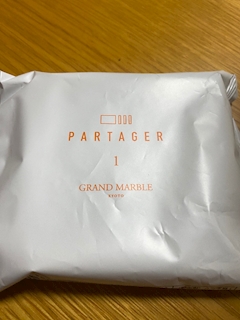 PARTAGER
1
GRAND MARBLE
KYOTO